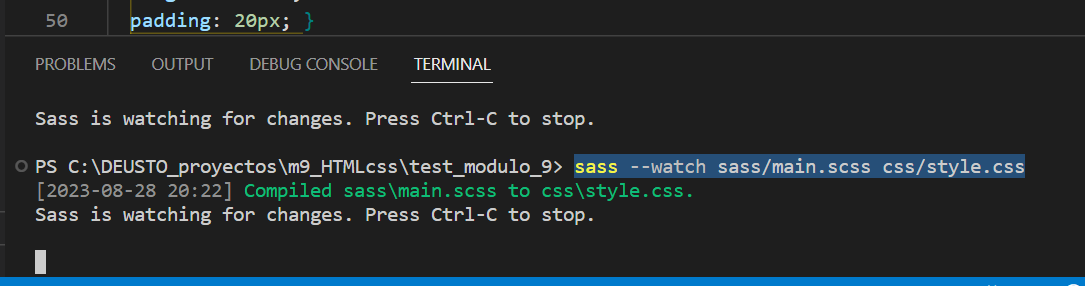 50 padding: 20px; }
PROBLEMS OUTPUT DEBUG CONSOLE TERMINAL
Sass is watching for changes. Press Ctrl-C to stop.
PS C:\DEUSTO_proyectos\m9_HTMLcss\test_modulo_9> sass --watch sass/main.scss css/style.css
[2023-08-28 20:22] Compiled sass\main.scss to css\style.css.
Sass is watching for changes. Press Ctrl-C to stop.